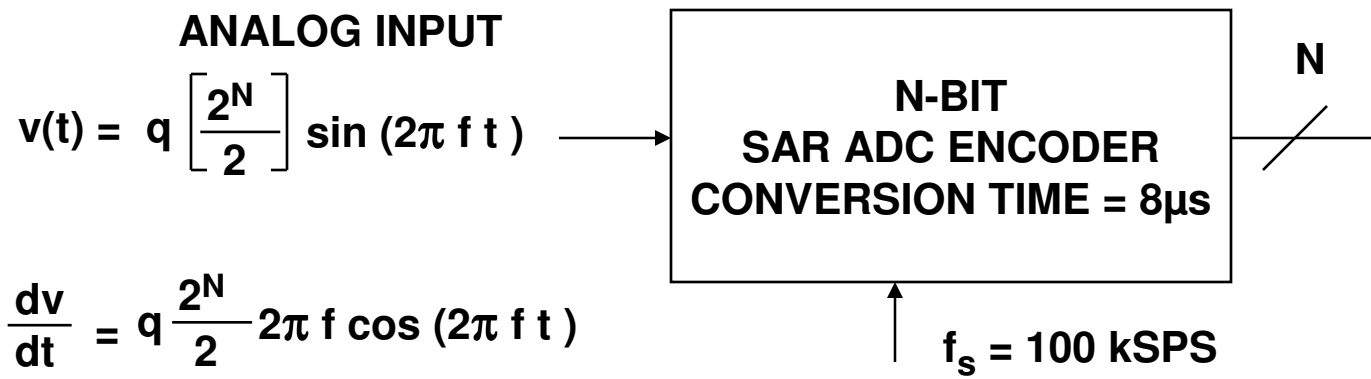 ANALOG INPUT
v(t) = q [ 2^N / 2 ] sin (2π f t )
dv/dt = q 2^N / 2 2π f cos (2π f t )
N-BIT
SAR ADC ENCODER
CONVERSION TIME = 8µs
N
f_s = 100 kSPS